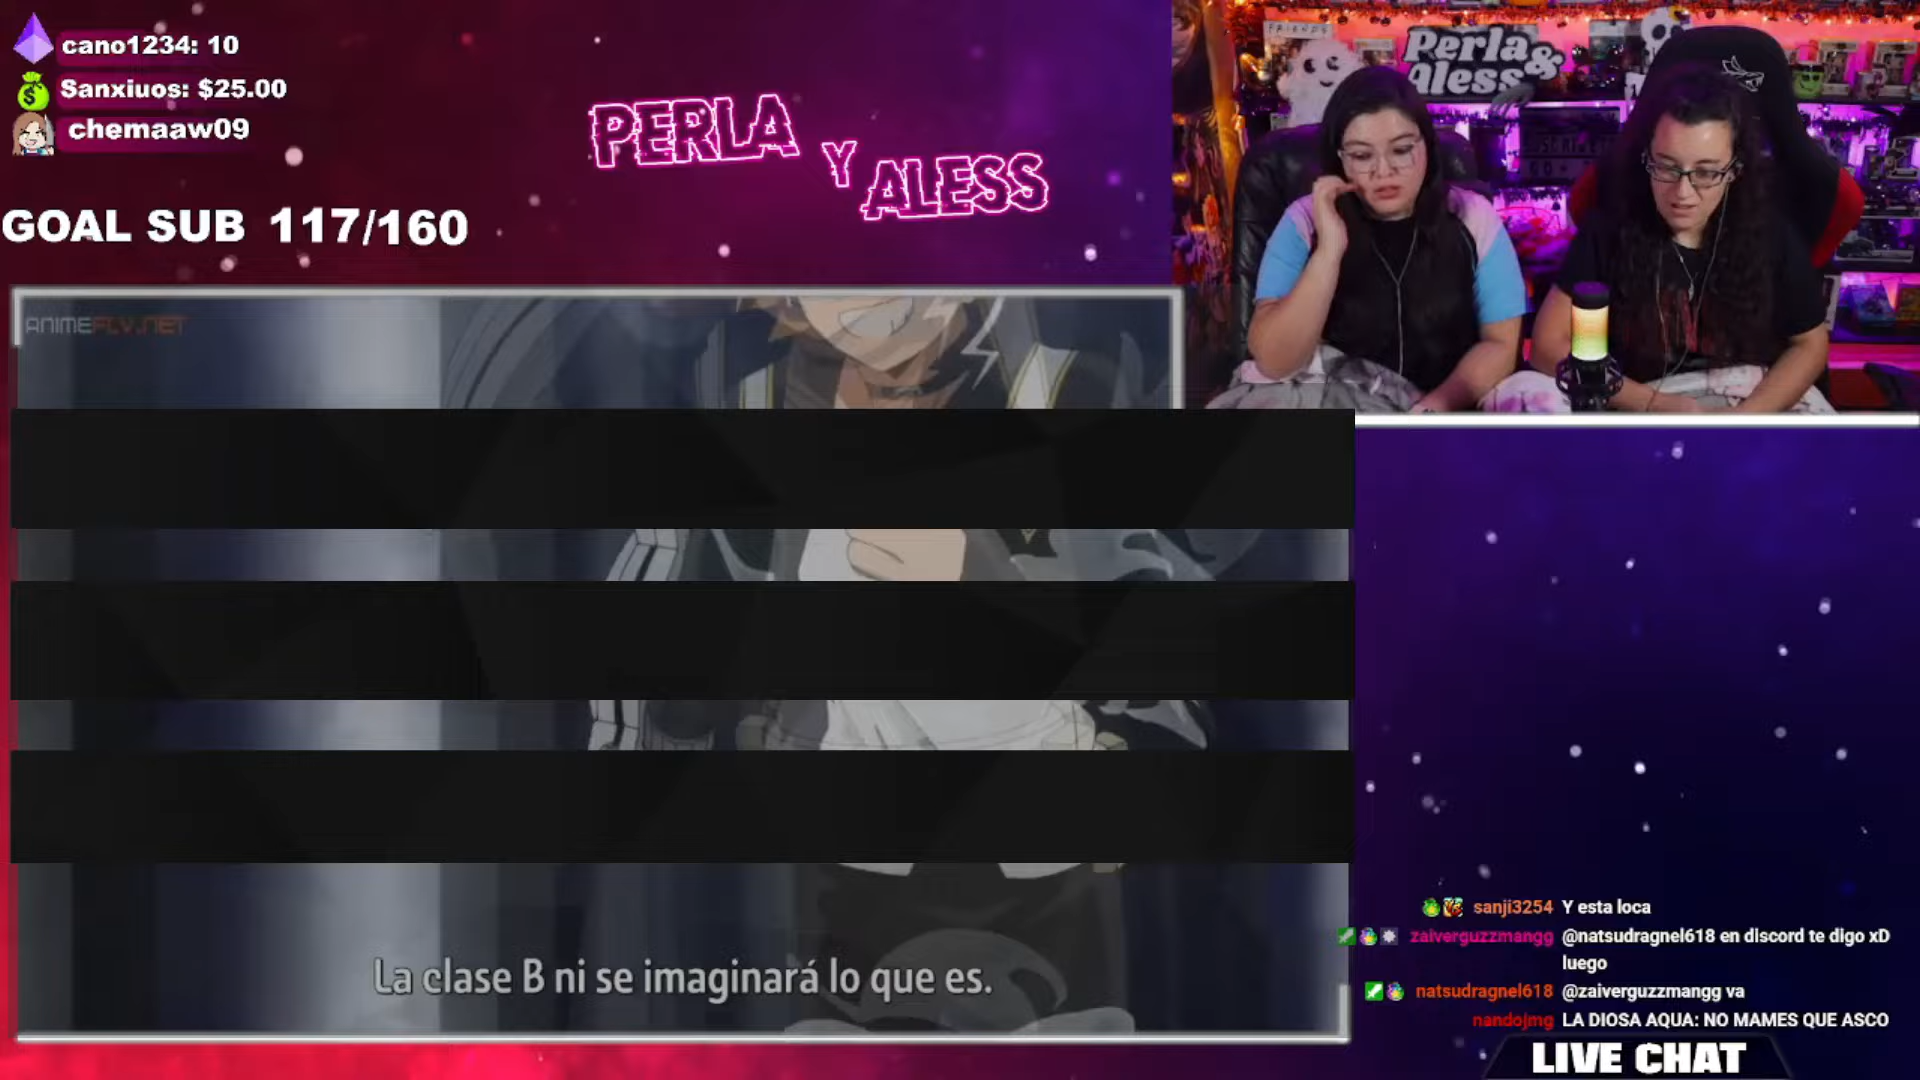 cano1234: 10
Sanxiuos: $25.00
chemaaw09
GOAL SUB 117/160
PERLA
Y
ALESS
FRIENDS
Perla&
Aless
ANIMEFLV.NET
La clase B ni se imaginará lo que es.
sanji3254 Y esta loca
zaiverguzzmangg @natsudragnel618 en discord te digo xD
luego
natsudragnel618 @zaiverguzzmangg va
nandojmg LA DIOSA AQUA: NO MAMES QUE ASCO
LIVE CHAT